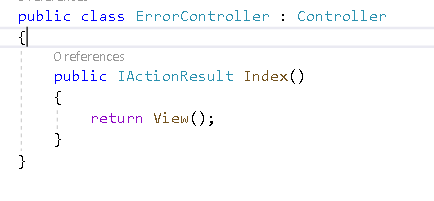 public class ErrorController : Controller
{
0 references
public IActionResult Index()
{
return View();
}
}